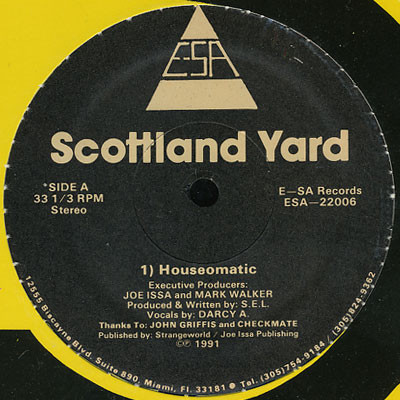 E-SA
Scottland Yard
*SIDE A
33 1/3 RPM
Stereo
E—SA Records
ESA—22006
1) Houseomatic
Executive Producers:
JOE ISSA and MARK WALKER
Produced & Written by: S.E.L.
Vocals by: DARCY A.
Thanks To: JOHN GRIFFIS and CHECKMATE
Published by: Strangeworld / Joe Issa Publishing
©℗ 1991
12555 Biscayne Blvd. Suite 890, Miami, Fl. 33181 ● Tel. (305)754-9184 / (305)824-9362